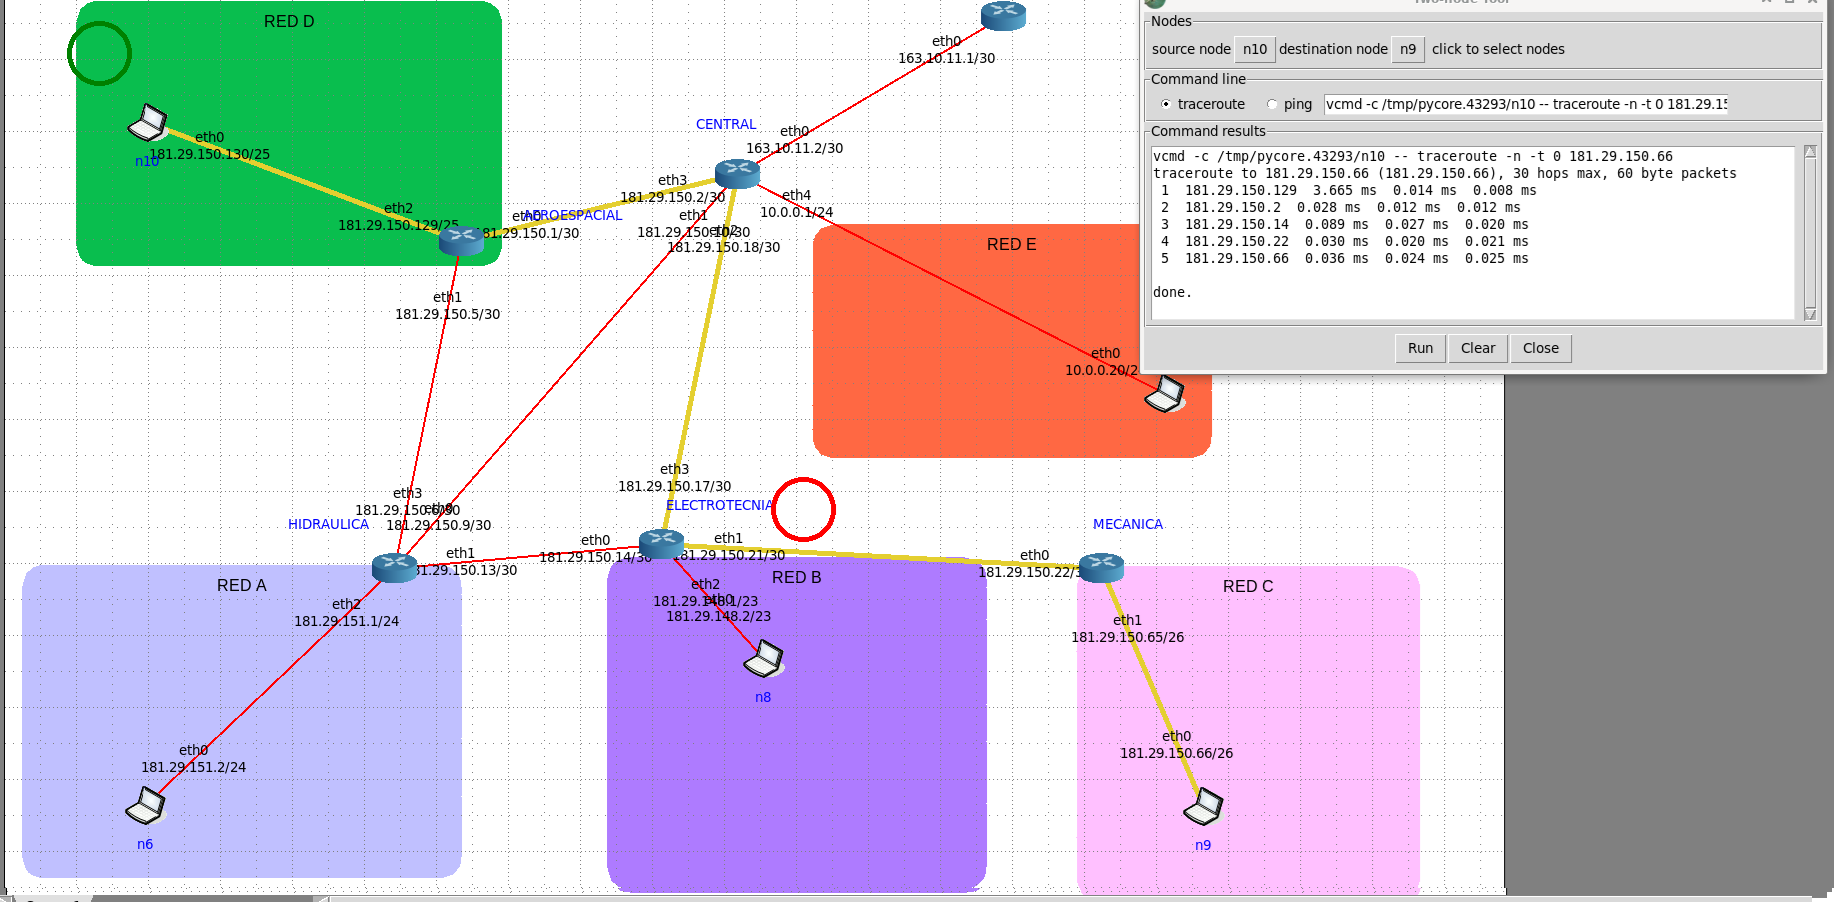 RED D
eth0
181.29.150.130/25
n10
eth2
181.29.150.129/25
eth1
181.29.150.5/30
AEROESPACIAL
181.29.150.1/30
eth3
181.29.150.2/30
CENTRAL
eth0
163.10.11.1/30
eth0
163.10.11.2/30
eth4
10.0.0.1/24
eth1
181.29.150.10/30
eth2
181.29.150.18/30
RED E
eth0
10.0.0.20/2
eth3
181.29.150.17/30
ELECTROTECNIA
eth3
181.29.150.6/30
eth0
181.29.150.9/30
HIDRAULICA
eth1
181.29.150.13/30
eth0
181.29.150.14/30
eth1
181.29.150.21/30
MECANICA
eth0
181.29.150.22/3
RED A
eth2
181.29.151.1/24
eth0
181.29.151.2/24
n6
RED B
eth2
181.29.148.1/23
eth0
181.29.148.2/23
n8
RED C
eth1
181.29.150.65/26
eth0
181.29.150.66/26
n9
Two-node Tool
Nodes
source node n10 destination node n9 click to select nodes
Command line
traceroute ping vcmd -c /tmp/pycore.43293/n10 -- traceroute -n -t 0 181.29.15
Command results
vcmd -c /tmp/pycore.43293/n10 -- traceroute -n -t 0 181.29.150.66
traceroute to 181.29.150.66 (181.29.150.66), 30 hops max, 60 byte packets
1 181.29.150.129 3.665 ms 0.014 ms 0.008 ms
2 181.29.150.2 0.028 ms 0.012 ms 0.012 ms
3 181.29.150.14 0.089 ms 0.027 ms 0.020 ms
4 181.29.150.22 0.030 ms 0.020 ms 0.021 ms
5 181.29.150.66 0.036 ms 0.024 ms 0.025 ms
done.
Run Clear Close